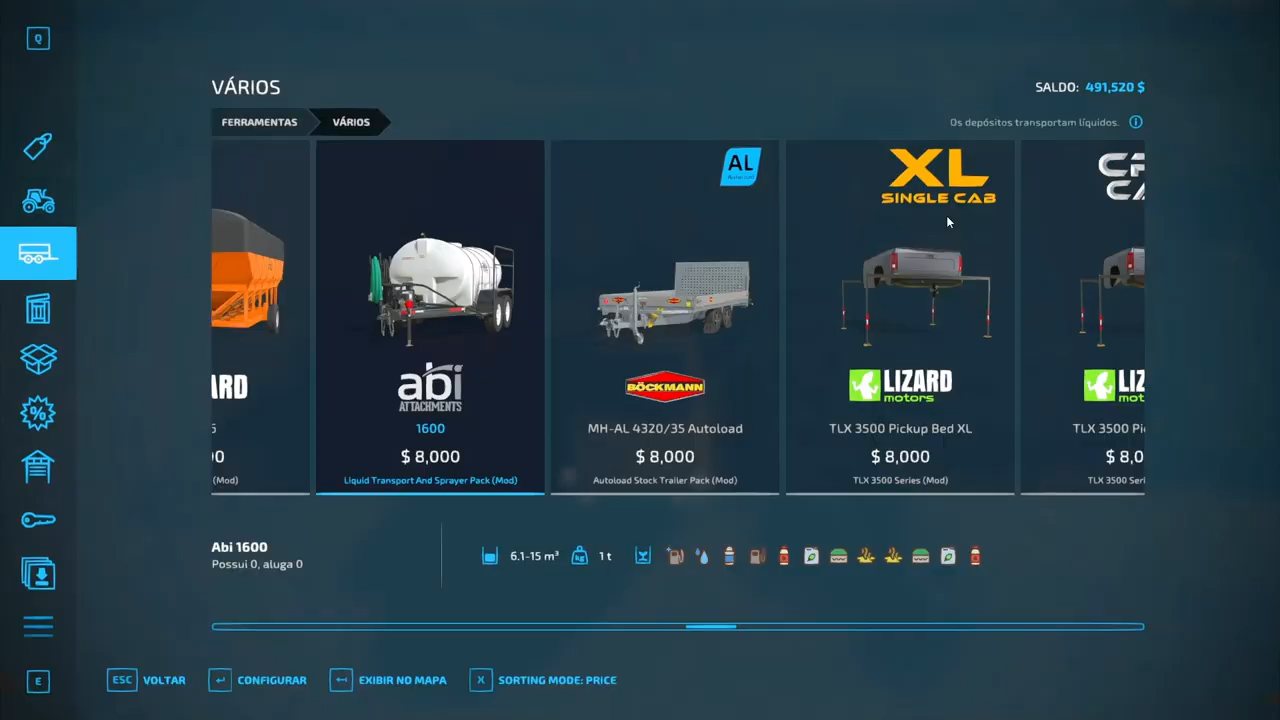 Q
VÁRIOS
SALDO: 491,520 $
FERRAMENTAS
VÁRIOS
Os depósitos transportam líquidos.
AL
XL
SINGLE CAB
abi
ATTACHMENTS
BÖCKMANN
LIZARD
motors
1600
MH-AL 4320/35 Autoload
TLX 3500 Pickup Bed XL
$ 8,000
$ 8,000
$ 8,000
(Mod)
Liquid Transport And Sprayer Pack (Mod)
Autoload Stock Trailer Pack (Mod)
TLX 3500 Series (Mod)
Abi 1600
Possui 0, aluga 0
6.1-15 m³
1 t
E
ESC VOLTAR
CONFIGURAR
EXIBIR NO MAPA
X SORTING MODE: PRICE